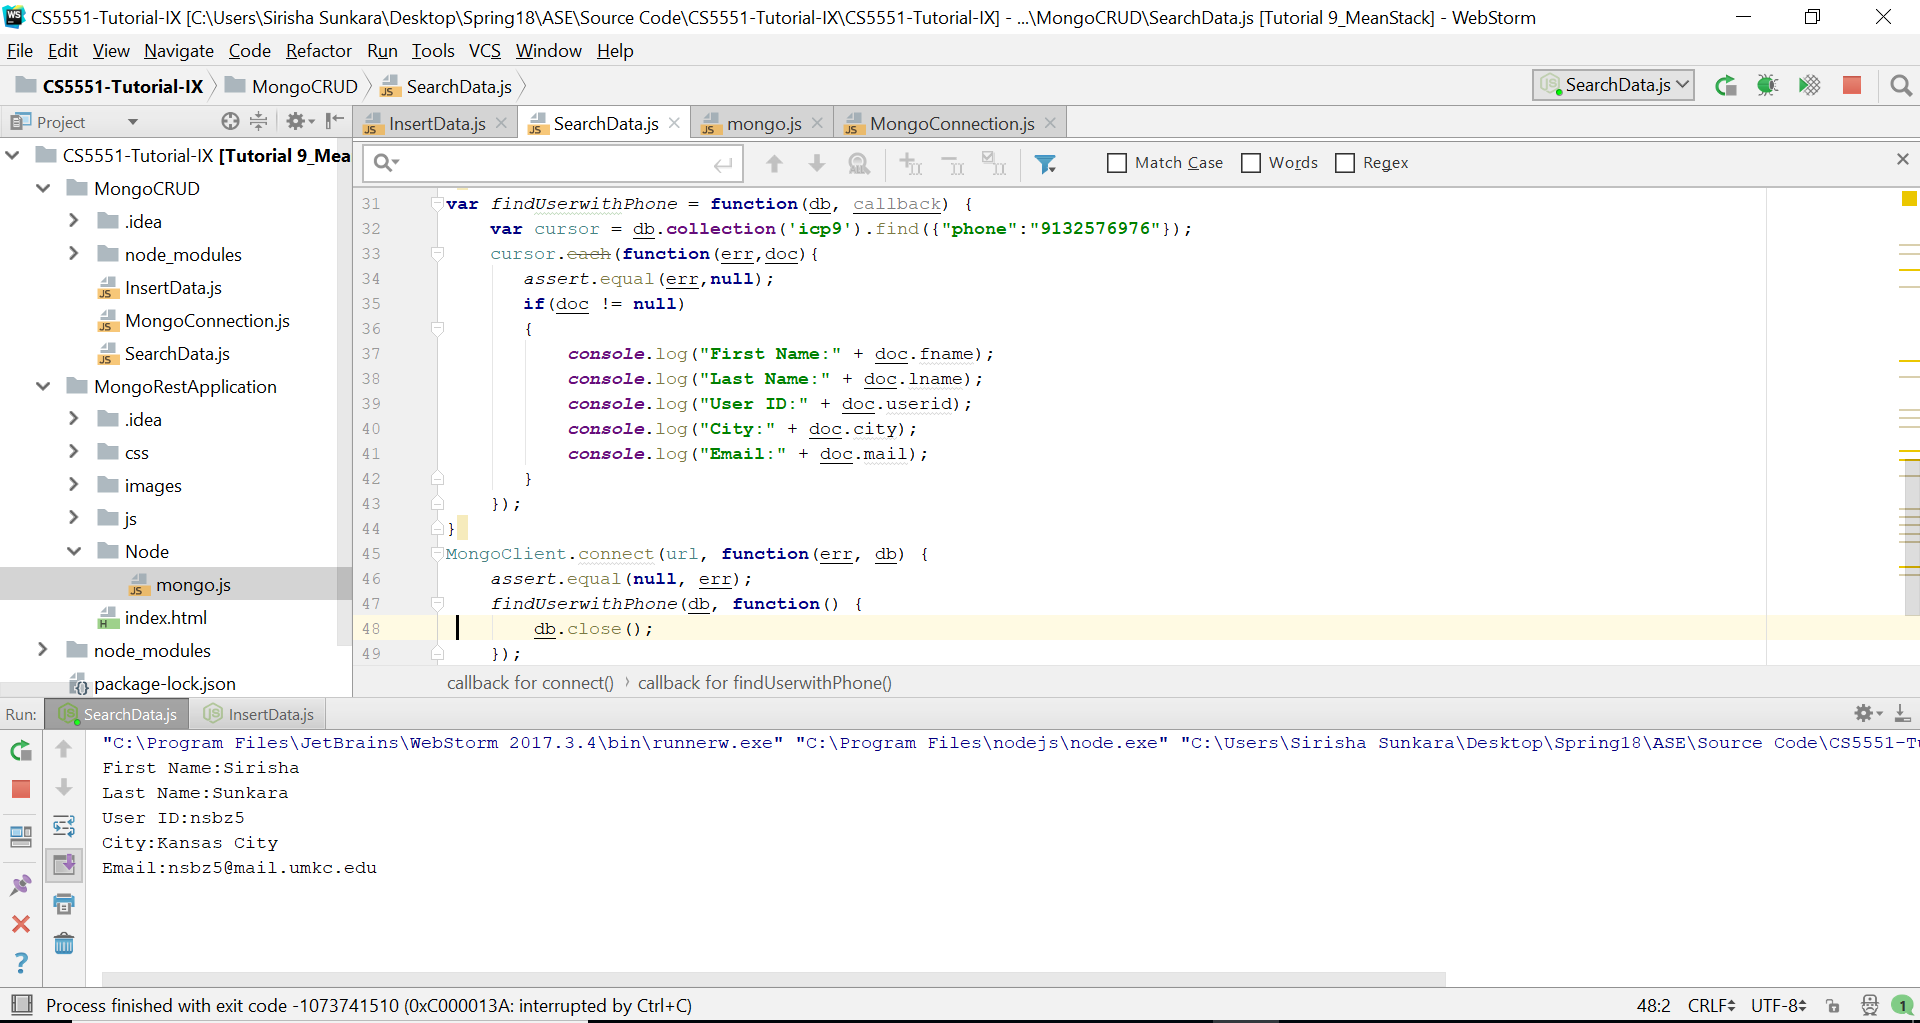 CS5551-Tutorial-IX [C:\Users\Sirisha Sunkara\Desktop\Spring18\ASE\Source Code\CS5551-Tutorial-IX\CS5551-Tutorial-IX] - ...\MongoCRUD\SearchData.js [Tutorial 9_MeanStack] - WebStorm
File Edit View Navigate Code Refactor Run Tools VCS Window Help
CS5551-Tutorial-IX MongoCRUD SearchData.js SearchData.js
Project InsertData.js SearchData.js mongo.js MongoConnection.js
Match Case Words Regex
CS5551-Tutorial-IX [Tutorial 9_Mea
MongoCRUD
.idea
node_modules
InsertData.js
MongoConnection.js
SearchData.js
MongoRestApplication
.idea
css
images
js
Node
mongo.js
index.html
node_modules
package-lock.json
31 var findUserwithPhone = function(db, callback) {
32 var cursor = db.collection('icp9').find({"phone":"9132576976"});
33 cursor.each(function(err,doc){
34 assert.equal(err,null);
35 if(doc != null)
36 {
37 console.log("First Name:" + doc.fname);
38 console.log("Last Name:" + doc.lname);
39 console.log("User ID:" + doc.userid);
40 console.log("City:" + doc.city);
41 console.log("Email:" + doc.mail);
42 }
43 });
44 }
45 MongoClient.connect(url, function(err, db) {
46 assert.equal(null, err);
47 findUserwithPhone(db, function() {
48 db.close();
49 });
callback for connect() › callback for findUserwithPhone()
Run: SearchData.js InsertData.js
"C:\Program Files\JetBrains\WebStorm 2017.3.4\bin\runnerw.exe" "C:\Program Files\nodejs\node.exe" "C:\Users\Sirisha Sunkara\Desktop\Spring18\ASE\Source Code\CS5551-Tu
First Name:Sirisha
Last Name:Sunkara
User ID:nsbz5
City:Kansas City
Email:nsbz5@mail.umkc.edu
Process finished with exit code -1073741510 (0xC000013A: interrupted by Ctrl+C) 48:2 CRLF UTF-8 1